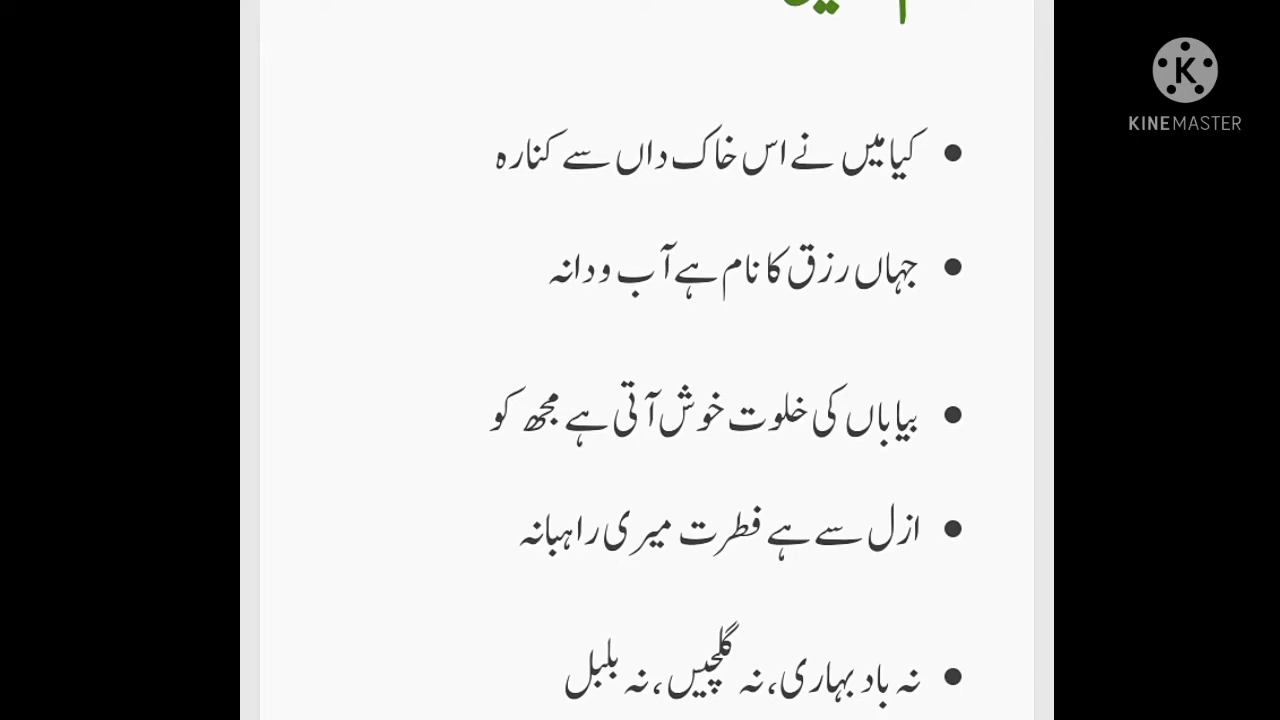 کیا میں نے اس خاک داں سے کنارہ
جہاں رزق کا نام ہے آب و دانہ
بیاباں کی خلوت خوش آتی ہے مجھ کو
ازل سے ہے فطرت میری راہبانہ
نہ باد بہاری، نہ گلچیں، نہ بلبل
KINEMASTER